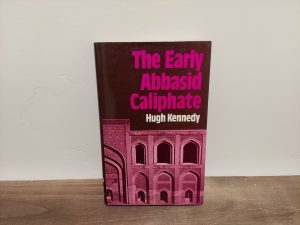 The Early
Abbasid
Caliphate
Hugh Kennedy